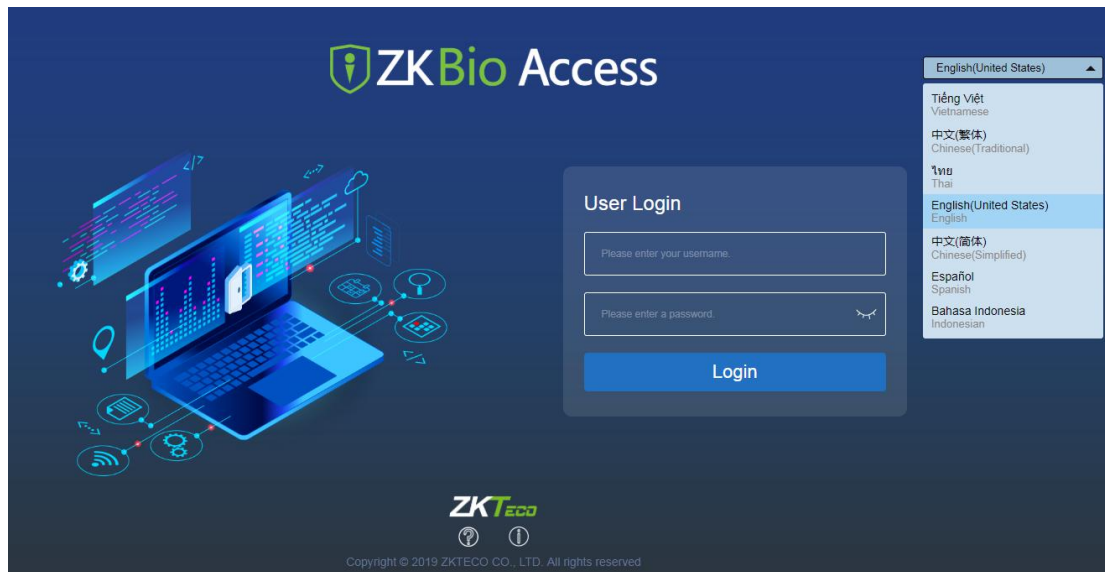 ZKBio Access
English(United States)
Tiếng Việt
Vietnamese
中文(繁体)
Chinese(Traditional)
ไทย
Thai
English(United States)
English
中文(简体)
Chinese(Simplified)
Español
Spanish
Bahasa Indonesia
Indonesian
User Login
Please enter your username.
Please enter a password.
Login
ZKTeco
Copyright © 2019 ZKTECO CO., LTD. All rights reserved